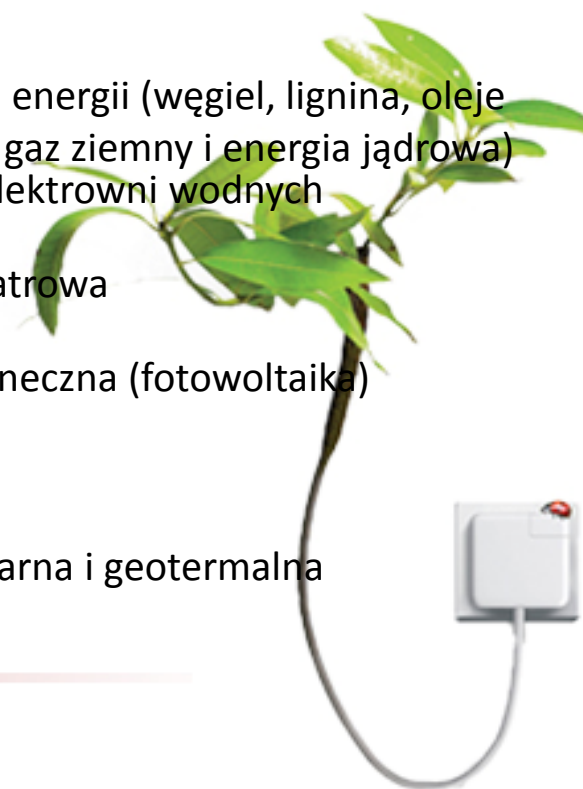 energii (węgiel, lignina, oleje
gaz ziemny i energia jądrowa)
lektrowni wodnych
atrowa
neczna (fotowoltaika)
arna i geotermalna